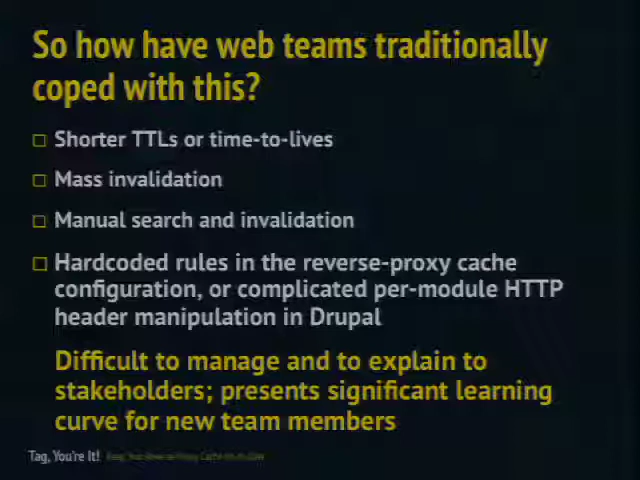 So how have web teams traditionally
coped with this?
Shorter TTLs or time-to-lives
Mass invalidation
Manual search and invalidation
Hardcoded rules in the reverse-proxy cache
configuration, or complicated per-module HTTP
header manipulation in Drupal
Difficult to manage and to explain to
stakeholders; presents significant learning
curve for new team members
Tag, You're It!